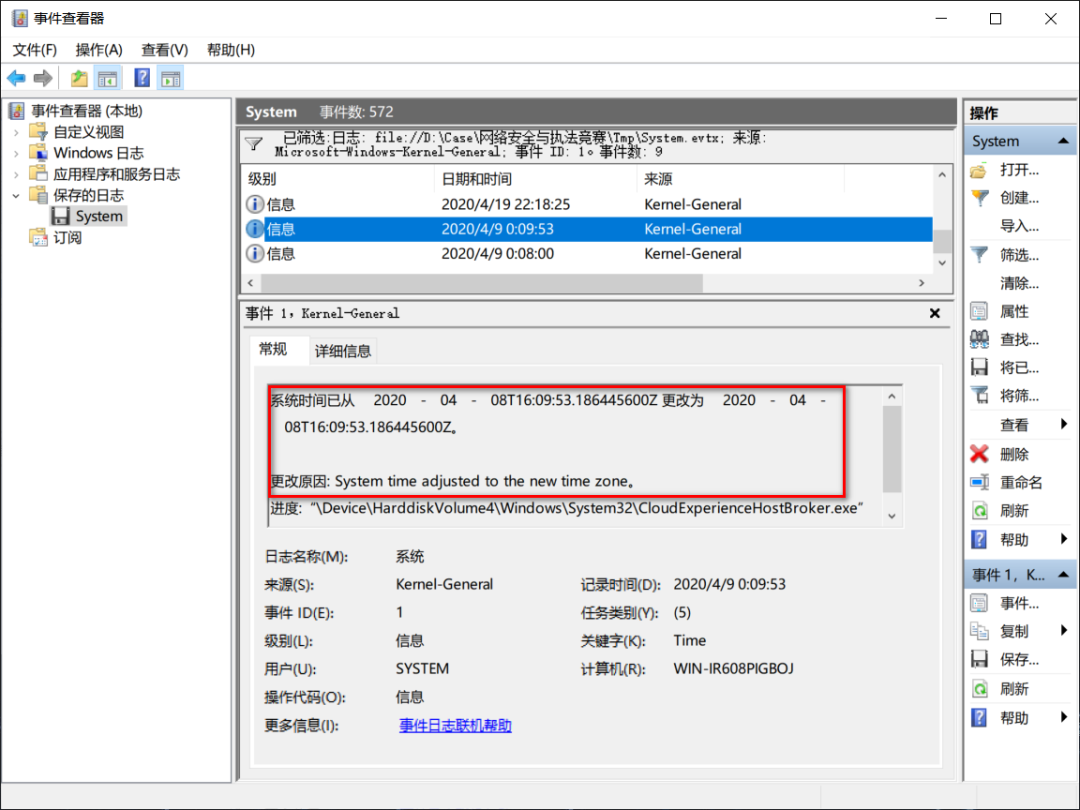 事件查看器
文件(F) 操作(A) 查看(V) 帮助(H)
事件查看器 (本地)
自定义视图
Windows 日志
应用程序和服务日志
保存的日志
System
订阅
System 事件数: 572
已筛选:日志: file://D:\Case\网络安全与执法竞赛\Tmp\System.evtx; 来源:
Microsoft-Windows-Kernel-General; 事件 ID: 1。事件数: 9
级别 日期和时间 来源
信息 2020/4/19 22:18:25 Kernel-General
信息 2020/4/9 0:09:53 Kernel-General
信息 2020/4/9 0:08:00 Kernel-General
事件 1，Kernel-General
常规 详细信息
系统时间已从 2020 - 04 - 08T16:09:53.186445600Z 更改为 2020 - 04 -
08T16:09:53.186445600Z。
更改原因: System time adjusted to the new time zone。
进度: “\Device\HarddiskVolume4\Windows\System32\CloudExperienceHostBroker.exe”
日志名称(M): 系统
来源(S): Kernel-General 记录时间(D): 2020/4/9 0:09:53
事件 ID(E): 1 任务类别(Y): (5)
级别(L): 信息 关键字(K): Time
用户(U): SYSTEM 计算机(R): WIN-IR608PIGBOJ
操作代码(O): 信息
更多信息(I): 事件日志联机帮助
操作
System
打开...
创建...
导入...
筛选...
清除...
属性
查找...
将已...
将筛...
查看
删除
重命名
刷新
帮助
事件 1，K...
事件...
复制
保存...
刷新
帮助